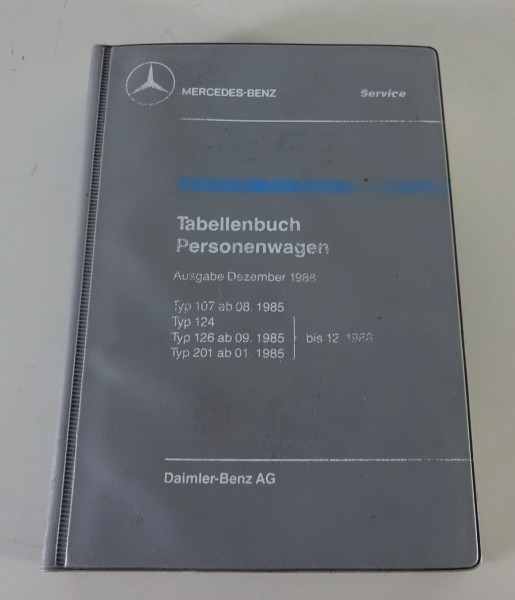 MERCEDES-BENZ Service
Tabellenbuch
Personenwagen
Ausgabe Dezember 1988
Typ 107 ab 08. 1985
Typ 124
Typ 126 ab 09. 1985 bis 12. 1988
Typ 201 ab 01. 1985
Daimler-Benz AG